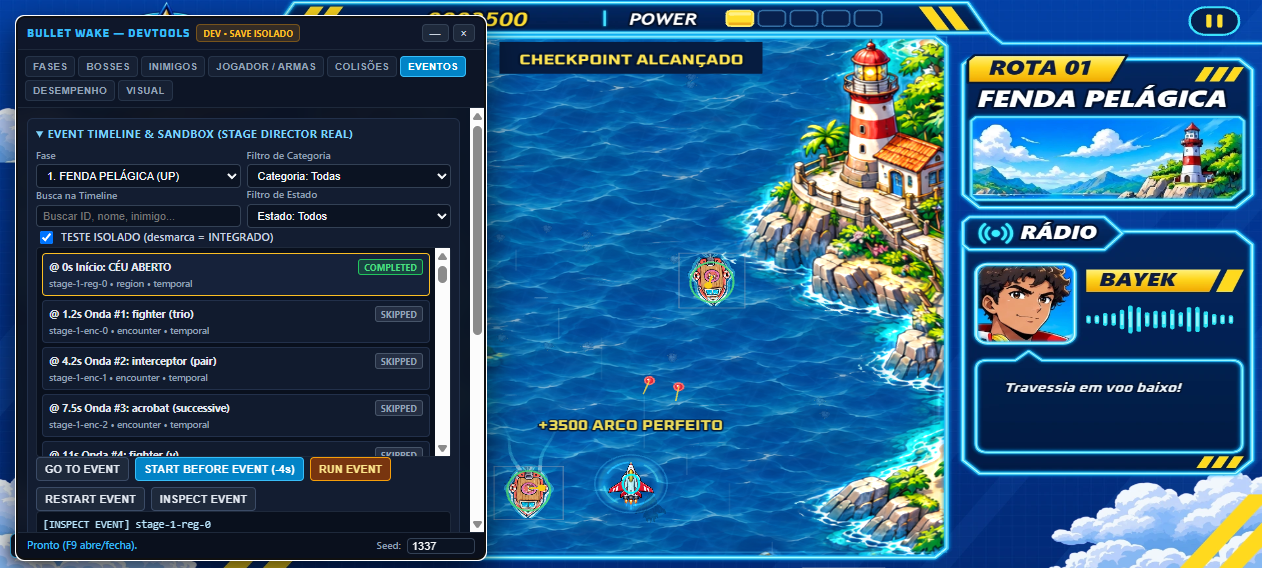 BULLET WAKE — DEVTOOLS
DEV • SAVE ISOLADO
—
×
FASES
BOSSES
INIMIGOS
JOGADOR / ARMAS
COLISÕES
EVENTOS
DESEMPENHO
VISUAL
▼ EVENT TIMELINE & SANDBOX (STAGE DIRECTOR REAL)
Fase
Filtro de Categoria
1. FENDA PELÁGICA (UP)
Categoria: Todas
Busca na Timeline
Filtro de Estado
Buscar ID, nome, inimigo...
Estado: Todos
TESTE ISOLADO (desmarca = INTEGRADO)
@ 0s Início: CÉU ABERTO
COMPLETED
stage-1-reg-0 • region • temporal
@ 1.2s Onda #1: fighter (trio)
SKIPPED
stage-1-enc-0 • encounter • temporal
@ 4.2s Onda #2: interceptor (pair)
SKIPPED
stage-1-enc-1 • encounter • temporal
@ 7.5s Onda #3: acrobat (successive)
SKIPPED
stage-1-enc-2 • encounter • temporal
@ 11s Onda #4: fighter (v)
SKIPPED
GO TO EVENT
START BEFORE EVENT (-4s)
RUN EVENT
RESTART EVENT
INSPECT EVENT
[INSPECT EVENT] stage-1-reg-0
Pronto (F9 abre/fecha).
Seed:
1337
3500
POWER
CHECKPOINT ALCANÇADO
+3500 ARCO PERFEITO
ROTA 01
FENDA PELÁGICA
RÁDIO
BAYEK
Travessia em voo baixo!